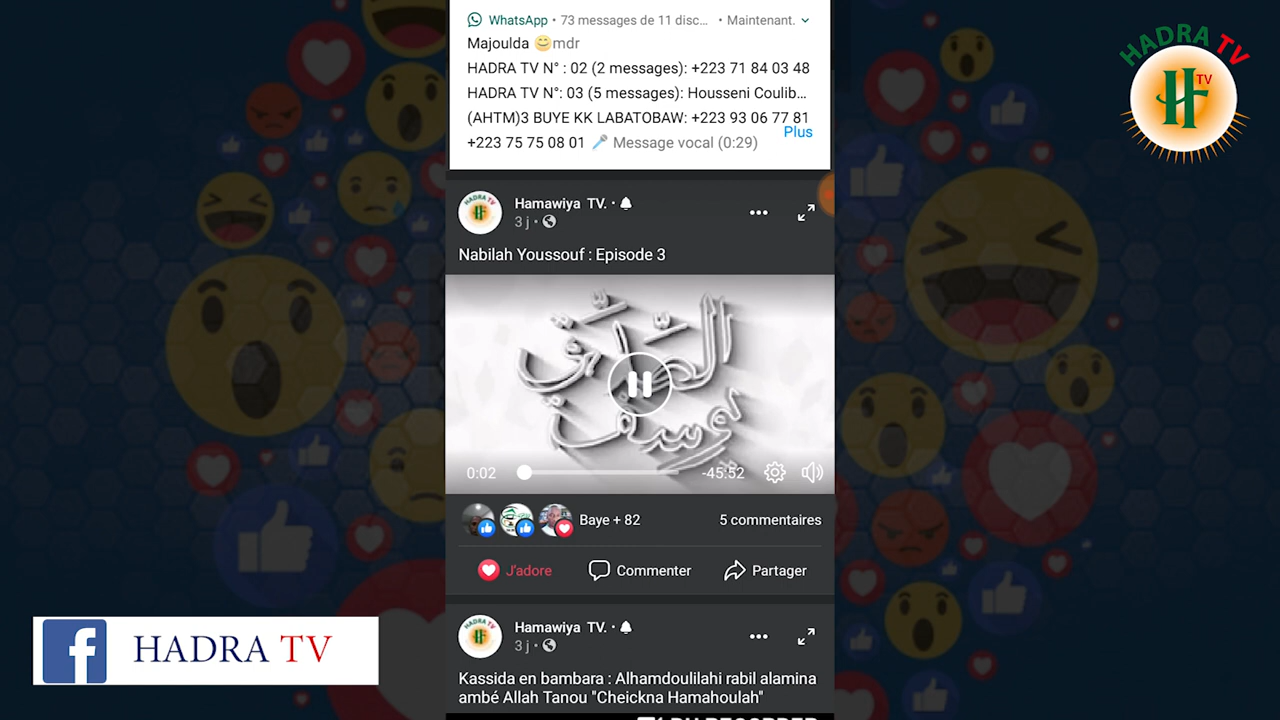 WhatsApp • 73 messages de 11 disc... • Maintenant.
Majoulda 😄mdr
HADRA TV N° : 02 (2 messages): +223 71 84 03 48
HADRA TV N°: 03 (5 messages): Housseni Coulib...
(AHTM)3 BUYE KK LABATOBAW: +223 93 06 77 81
Plus
+223 75 75 08 01 🎤 Message vocal (0:29)
HADRA TV
TV
Hamawiya TV. •
3 j •
Nabilah Youssouf : Episode 3
يوسف
0:02
-45:52
Baye + 82
5 commentaires
J'adore
Commenter
Partager
HADRA TV
Hamawiya TV. •
3 j •
Kassida en bambara : Alhamdoulilahi rabil alamina
ambé Allah Tanou "Cheickna Hamahoulah"